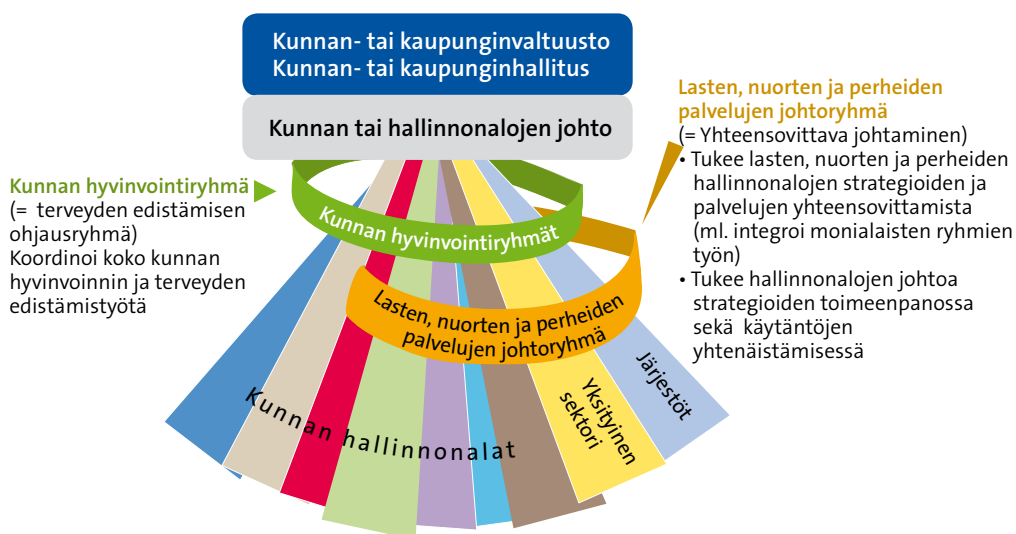 Kunnan- tai kaupunginvaltuusto
Kunnan- tai kaupunginhallitus
Kunnan tai hallinnonalojen johto
Kunnan hyvinvointiryhmä
(= terveyden edistämisen
ohjausryhmä)
Koordinoi koko kunnan
hyvinvoinnin ja terveyden
edistämistyötä
Kunnan hyvinvointiryhmät
Lasten, nuorten ja perheiden
palvelujen johtoryhmä
Lasten, nuorten ja perheiden
palvelujen johtoryhmä
(= Yhteensovittava johtaminen)
• Tukee lasten, nuorten ja perheiden
hallinnonalojen strategioiden ja
palvelujen yhteensovittamista
(ml. integroi monialaisten ryhmien
työn)
• Tukee hallinnonalojen johtoa
strategioiden toimeenpanossa
sekä käytäntöjen
yhtenäistämisessä
Kunnan hallinnonalat
Yksityinen
sektori
Järjestöt